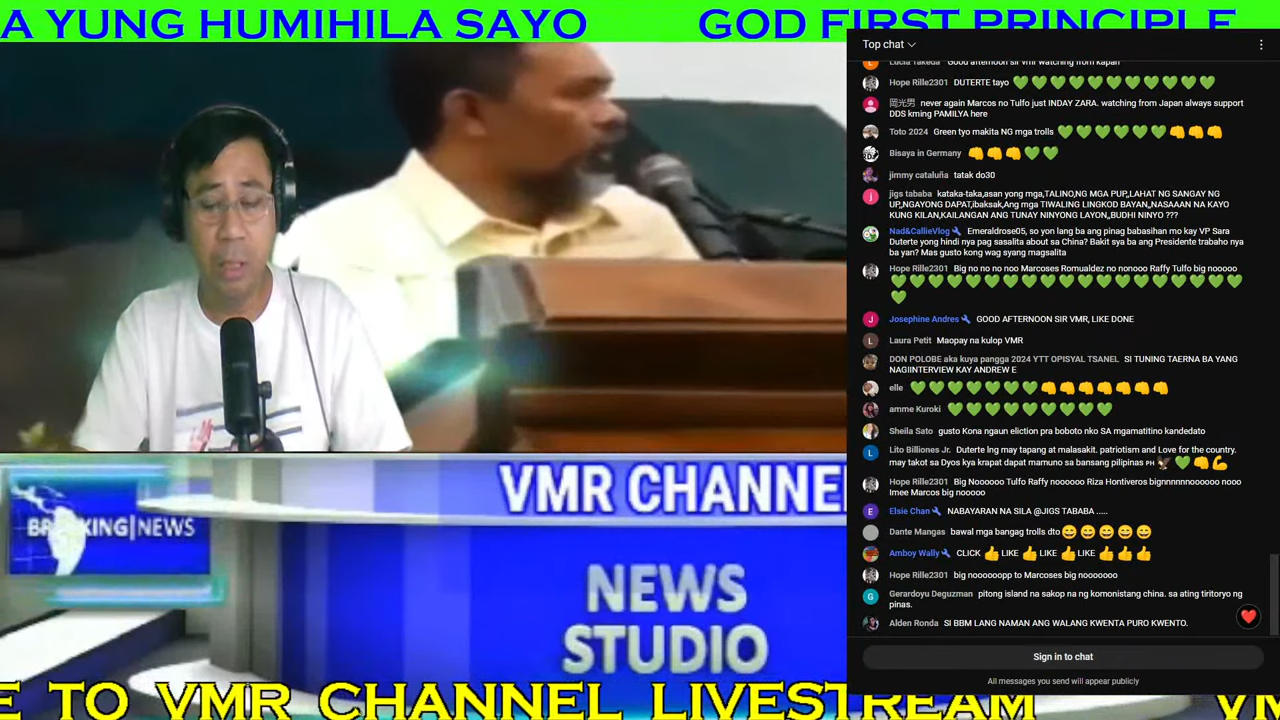 A YUNG HUMIHILA SAYO GOD FIRST PRINCIPLE
Top chat
Lucia Takeda Good afternoon sir vmr watching from kapan
Hope Rille2301 DUTERTE tayo 💚💚💚💚💚💚💚💚💚💚💚
岡光男 never again Marcos no Tulfo just INDAY ZARA. watching from Japan always support
DDS kming PAMILYA here
Toto 2024 Green tyo makita NG mga trolls 💚💚💚💚💚💚👊👊👊
Bisaya in Germany 👊👊👊💚💚
jimmy cataluña tatak do30
jigs tababa kataka-taka,asan yong mga,TALINO,NG MGA PUP,LAHAT NG SANGAY NG
UP,NGAYONG DAPAT,ibaksak,Ang mga TIWALING LINGKOD BAYAN,NASAAAN NA KAYO
KUNG KILAN,KAILANGAN ANG TUNAY NINYONG LAYON,,BUDHI NINYO ???
Nad&CallieVlog Emeraldrose05, so yon lang ba ang pinag babasihan mo kay VP Sara
Duterte yong hindi nya pag sasalita about sa China? Bakit sya ba ang Presidente trabaho nya
ba yan? Mas gusto kong wag syang magsalita
Hope Rille2301 Big no no no noo Marcoses Romualdez no nonooo Raffy Tulfo big nooooo
💚💚💚💚💚💚💚💚💚💚💚💚💚💚💚💚💚💚💚
💚
Josephine Andres GOOD AFTERNOON SIR VMR, LIKE DONE
Laura Petit Maopay na kulop VMR
DON POLOBE aka kuya pangga 2024 YTT OPISYAL TSANEL SI TUNING TAERNA BA YANG
NAGIINTERVIEW KAY ANDREW E
elle 💚💚💚💚💚💚💚👊👊👊👊👊👊👊
amme Kuroki 💚💚💚💚💚💚💚💚💚
Sheila Sato gusto Kona ngaun eliction pra boboto nko SA mgamatitino kandedato
Lito Billiones Jr. Duterte lng may tapang at malasakit. patriotism and Love for the country.
may takot sa Dyos kya krapat dapat mamuno sa bansang pilipinas 🇵🇭🦅💚👊💪
Hope Rille2301 Big Noooooo Tulfo Raffy noooooo Riza Hontiveros bignnnnnnoooooo nooo
Imee Marcos big nooooo
Elsie Chan NABAYARAN NA SILA @JIGS TABABA .....
Dante Mangas bawal mga bangag trolls dto 😄😄😄😄😄
Amboy Wally CLICK 👍LIKE 👍LIKE 👍LIKE 👍👍👍
Hope Rille2301 big nooooooopp to Marcoses big nooooooo
Gerardoyu Deguzman pitong island na sakop na ng komonistang china. sa ating tiritoryo ng
pinas.
Alden Ronda SI BBM LANG NAMAN ANG WALANG KWENTA PURO KWENTO.
Sign in to chat
All messages you send will appear publicly
VMR CHANNE
BREAKING|NEWS
NEWS
STUDIO
E TO VMR CHANNEL LIVESTREAM VM